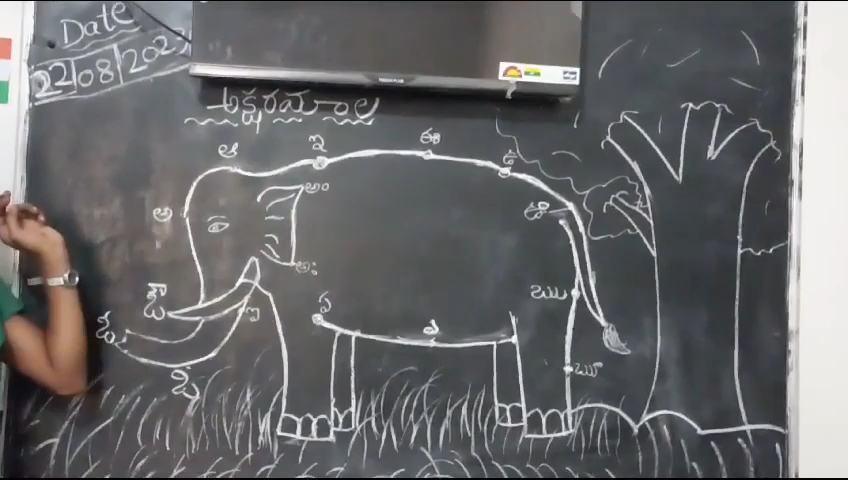 Date
22/08/202
అక్షరమాల
అ
ఆ
ఇ
ఈ
ఉ
ఊ
ఋ
ౠ
ఎ
ఏ
ఐ
ఒ
ఓ
ఔ
అం
అః